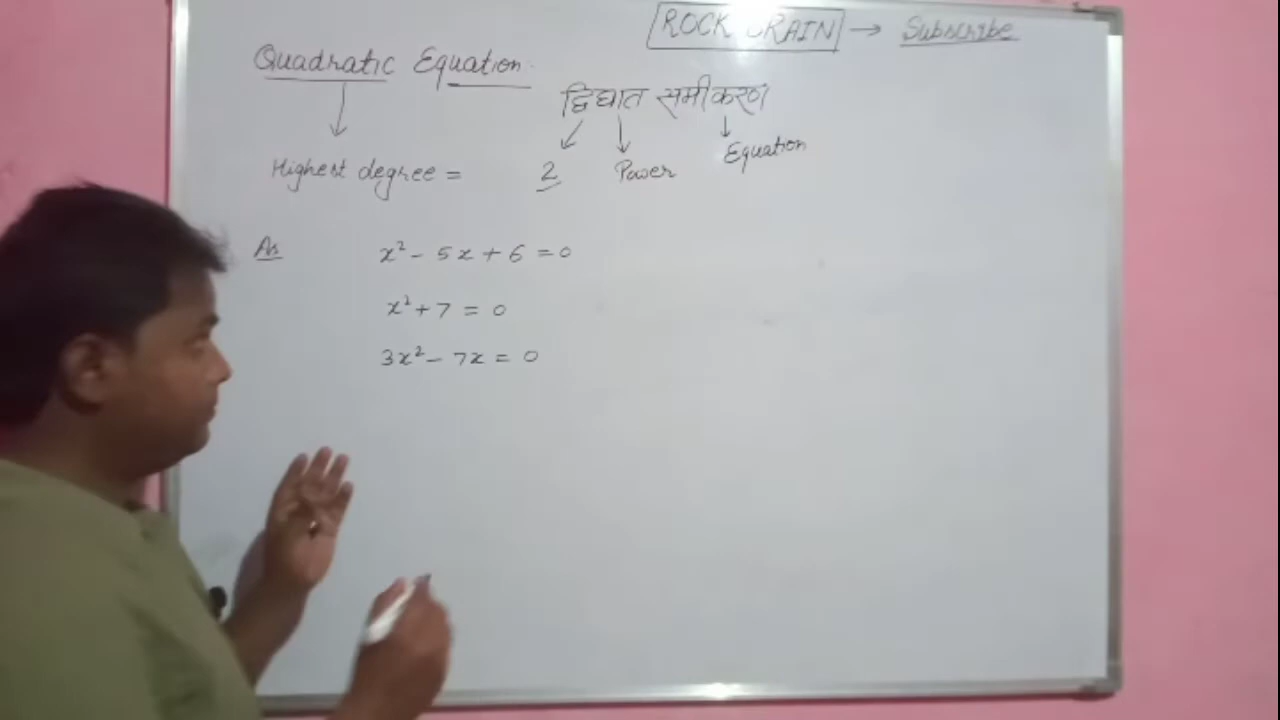 ROCK BRAIN → Subscribe
Quadratic Equation
द्विघात समीकरण
Highest degree = 2 Power Equation
As x² - 5x + 6 = 0
x² + 7 = 0
3x² - 7x = 0